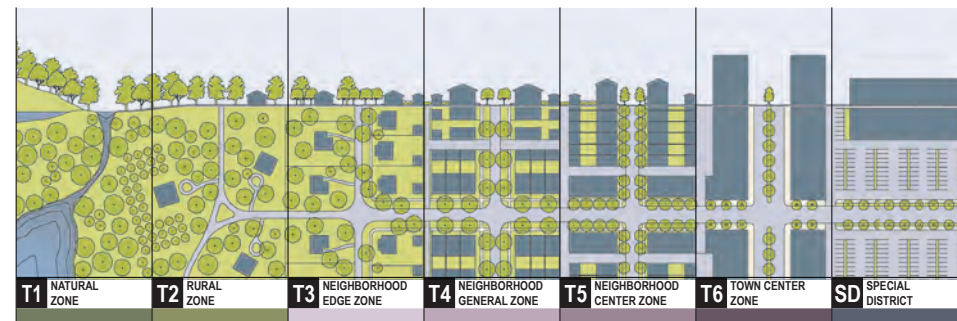 T1 NATURAL
ZONE
T2 RURAL
ZONE
T3 NEIGHBORHOOD
EDGE ZONE
T4 NEIGHBORHOOD
GENERAL ZONE
T5 NEIGHBORHOOD
CENTER ZONE
T6 TOWN CENTER
ZONE
SD SPECIAL
DISTRICT